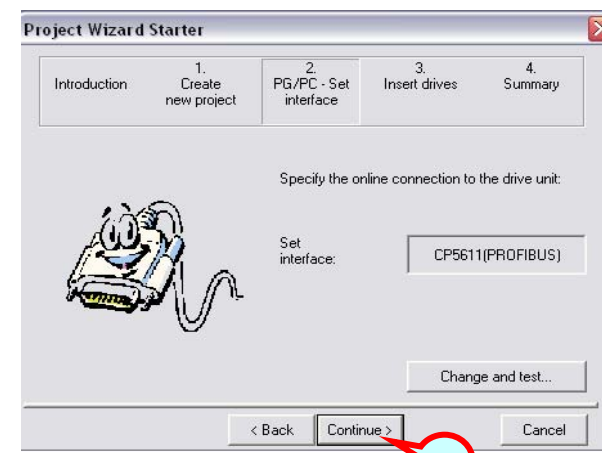 Project Wizard Starter
Introduction
1.
Create
new project
2.
PG/PC - Set
interface
3.
Insert drives
4.
Summary
Specify the online connection to the drive unit:
Set
interface:
CP5611(PROFIBUS)
Change and test...
< Back
Continue >
Cancel